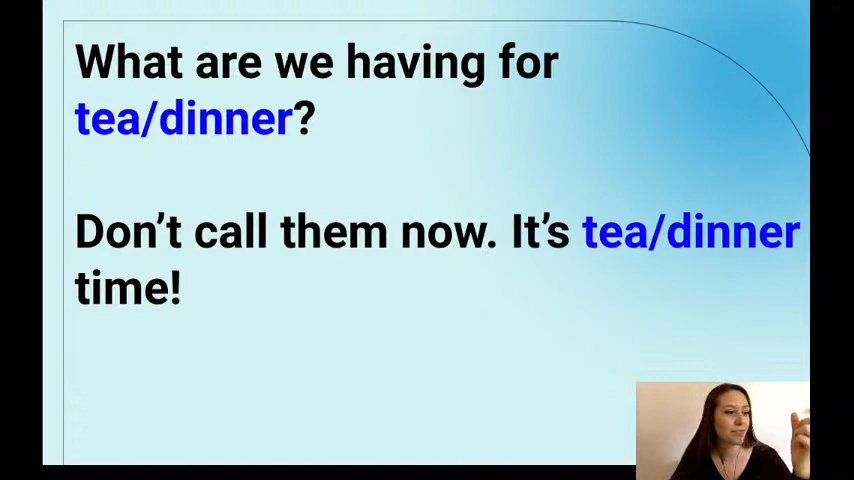 What are we having for
tea/dinner?
Don’t call them now. It’s tea/dinner
time!